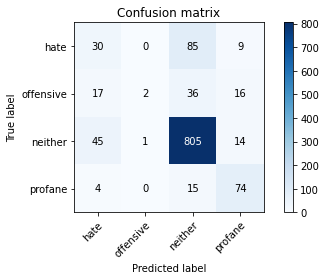 Confusion matrix
hate 30 0 85 9
offensive 17 2 36 16
neither 45 1 805 14
profane 4 0 15 74
hate offensive neither profane
True label
Predicted label
800
700
600
500
400
300
200
100
0